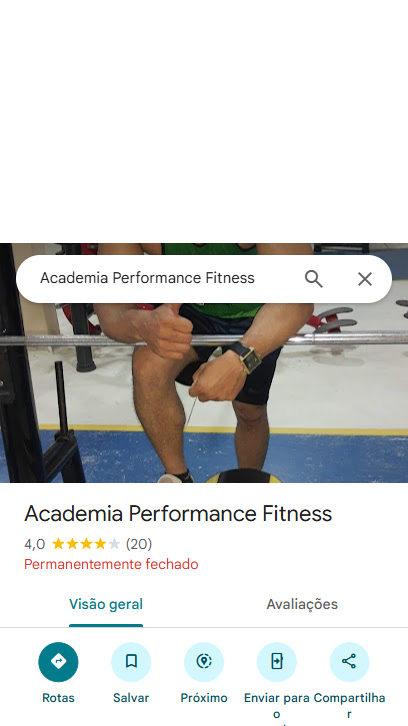 Academia Performance Fitness
Academia Performance Fitness
4,0 (20)
Permanentemente fechado
Visão geral Avaliações
Rotas Salvar Próximo Enviar para o Compartilhar